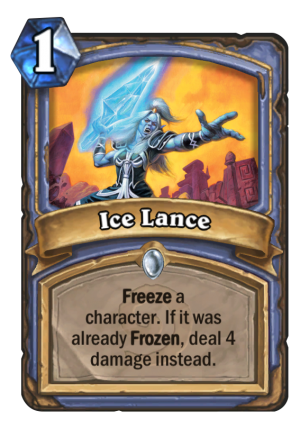 1
Ice Lance
Freeze a
character. If it was
already Frozen, deal 4
damage instead.